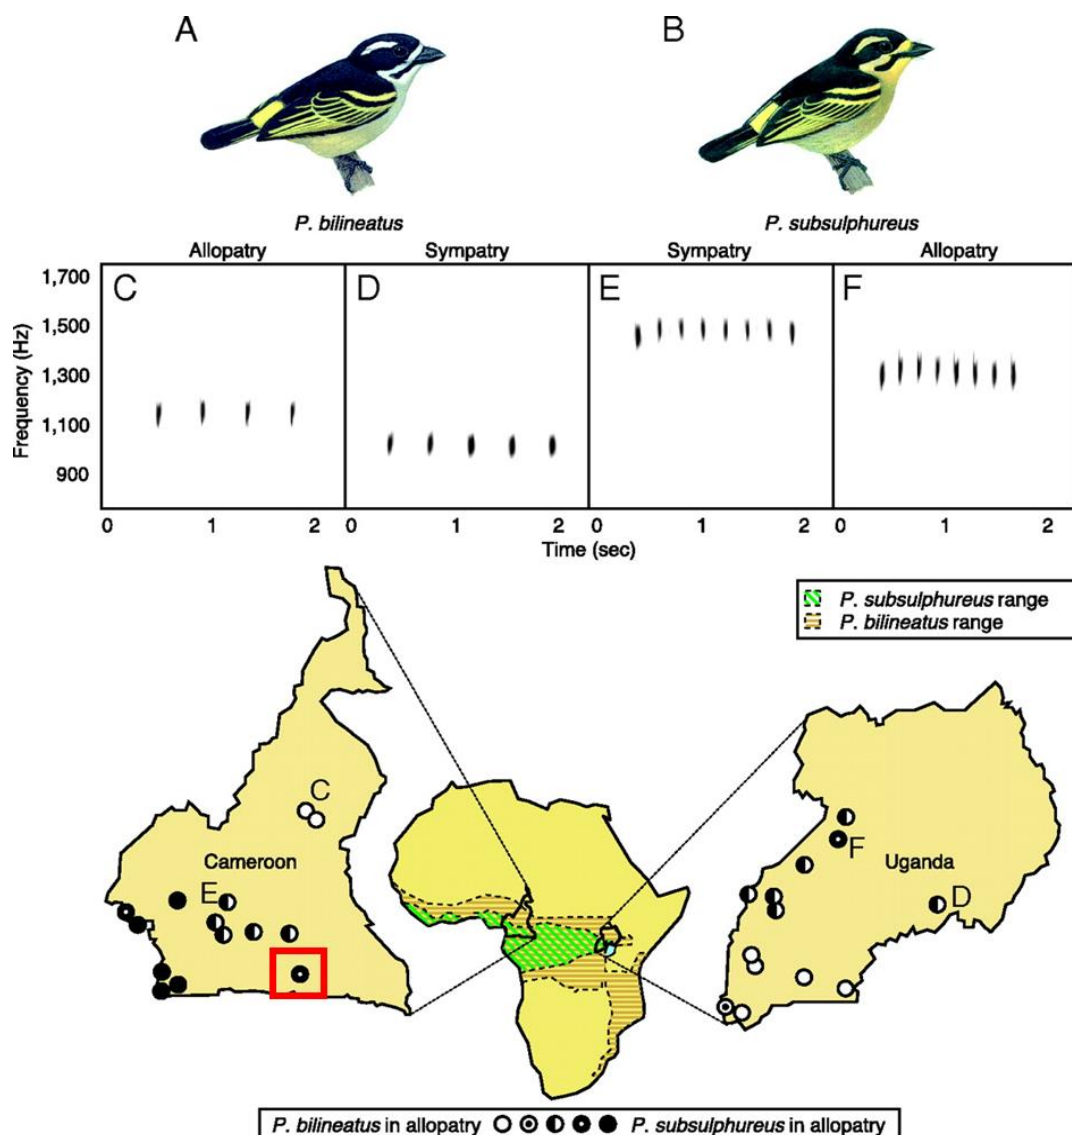 A
B
P. bilineatus
P. subsulphureus
Allopatry
Sympatry
Sympatry
Allopatry
C
D
E
F
Frequency (Hz)
1,700
1,500
1,300
1,100
900
0 1 2 0 1 2 0 1 2 0 1 2
Time (sec)
P. subsulphureus range
P. bilineatus range
C
Cameroon
E
F
Uganda
D
P. bilineatus in allopatry P. subsulphureus in allopatry